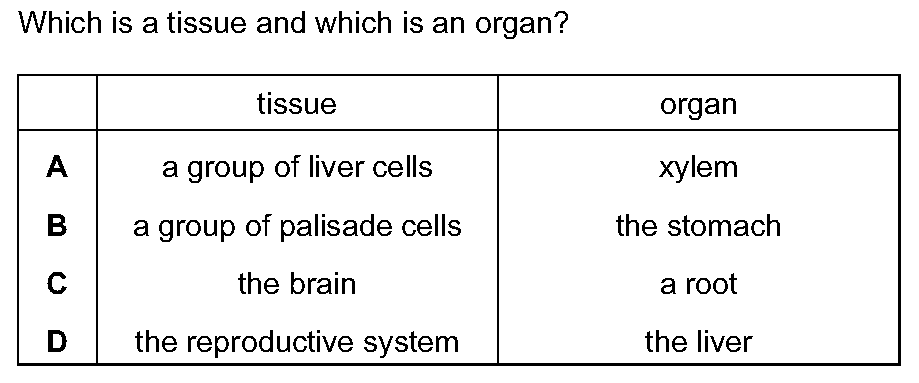 Which is a tissue and which is an organ?
tissue organ
A a group of liver cells xylem
B a group of palisade cells the stomach
C the brain a root
D the reproductive system the liver